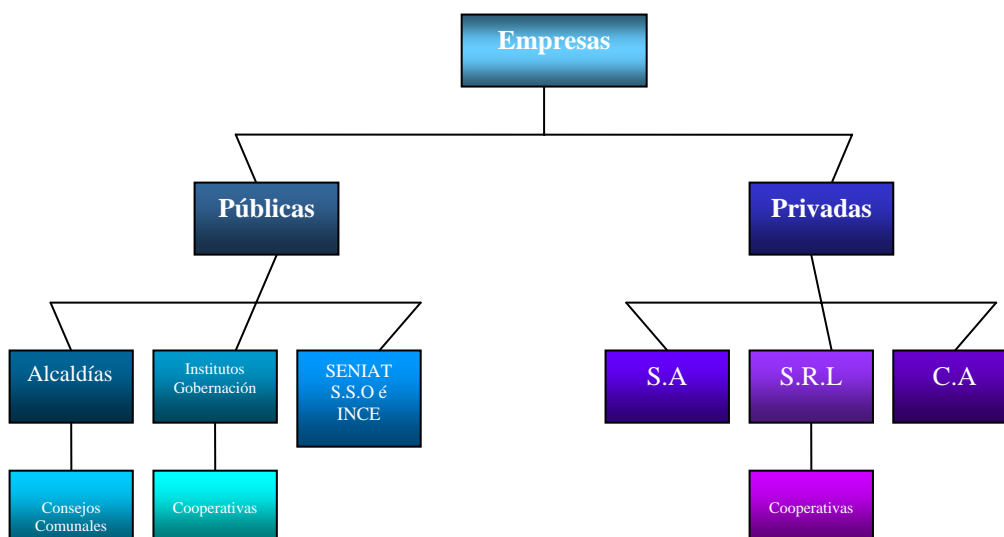 Empresas
Públicas
Privadas
Alcaldías
Institutos
Gobernación
SENIAT
S.S.O é
INCE
S.A
S.R.L
C.A
Consejos
Comunales
Cooperativas
Cooperativas